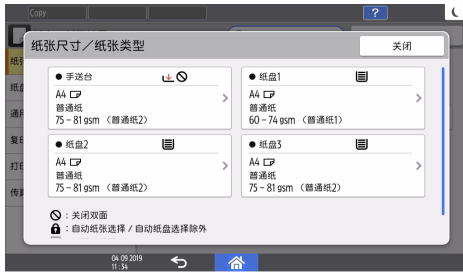 Copy
?
纸张尺寸／纸张类型
关闭
● 手送台
A4
普通纸
75 – 81 gsm （普通纸2）
● 纸盘1
A4
普通纸
60 – 74 gsm （普通纸1）
● 纸盘2
A4
普通纸
75 – 81 gsm （普通纸2）
● 纸盘3
A4
普通纸
75 – 81 gsm （普通纸2）
：关闭双面
：自动纸张选择 / 自动纸盘选择除外
04 09 2019
11 : 34